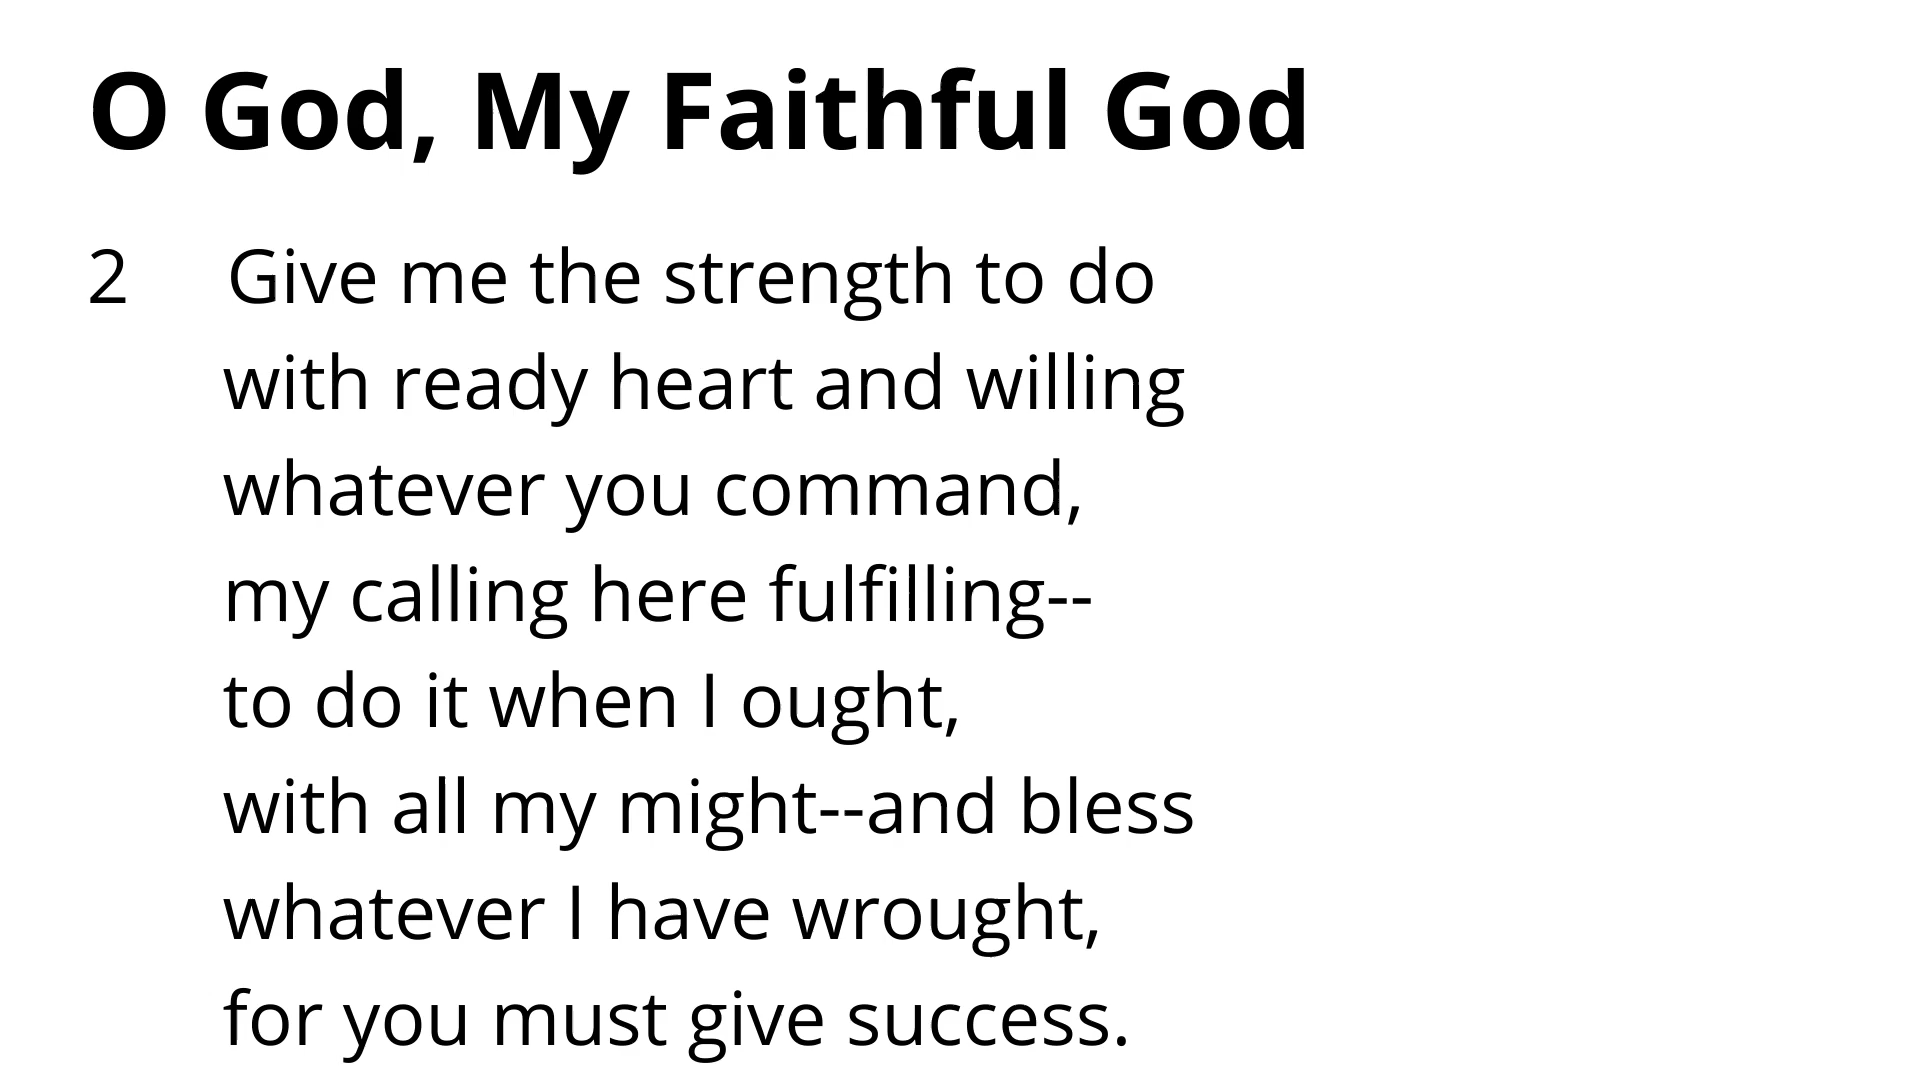 O God, My Faithful God
2 Give me the strength to do
with ready heart and willing
whatever you command,
my calling here fulfilling--
to do it when I ought,
with all my might--and bless
whatever I have wrought,
for you must give success.